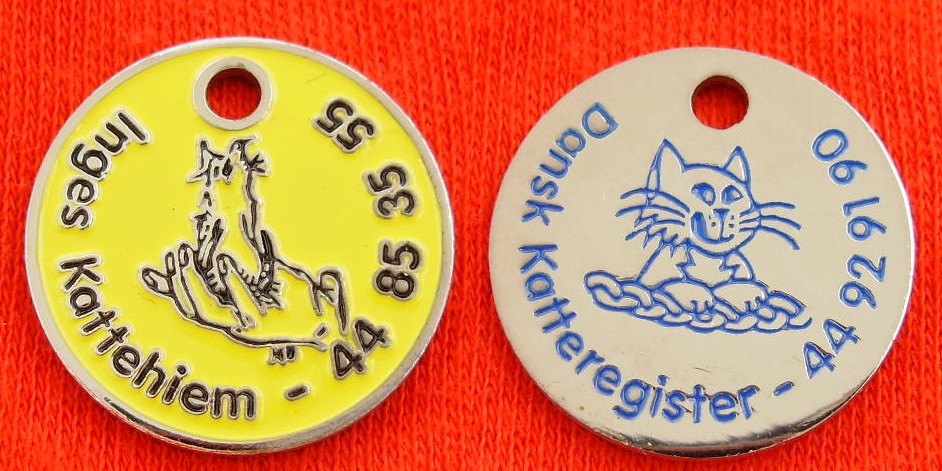 Inges Kattehiem - 44 85 35 55
Dansk Katteregister - 44 92 91 90